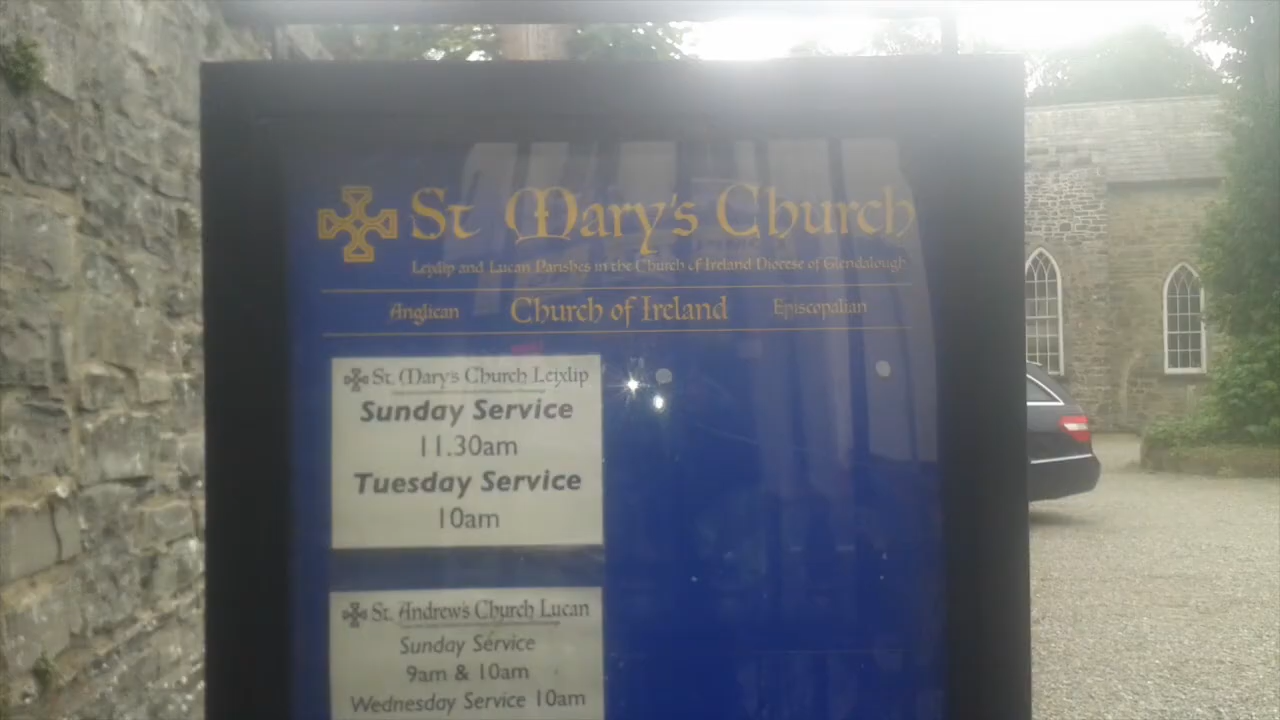 St Mary's Church
Leixlip and Lucan Parishes in the Church of Ireland Diocese of Glendalough
Anglican Church of Ireland Episcopalian
St. Mary's Church Leixlip
Sunday Service
11.30am
Tuesday Service
10am
St. Andrew's Church Lucan
Sunday Service
9am & 10am
Wednesday Service 10am